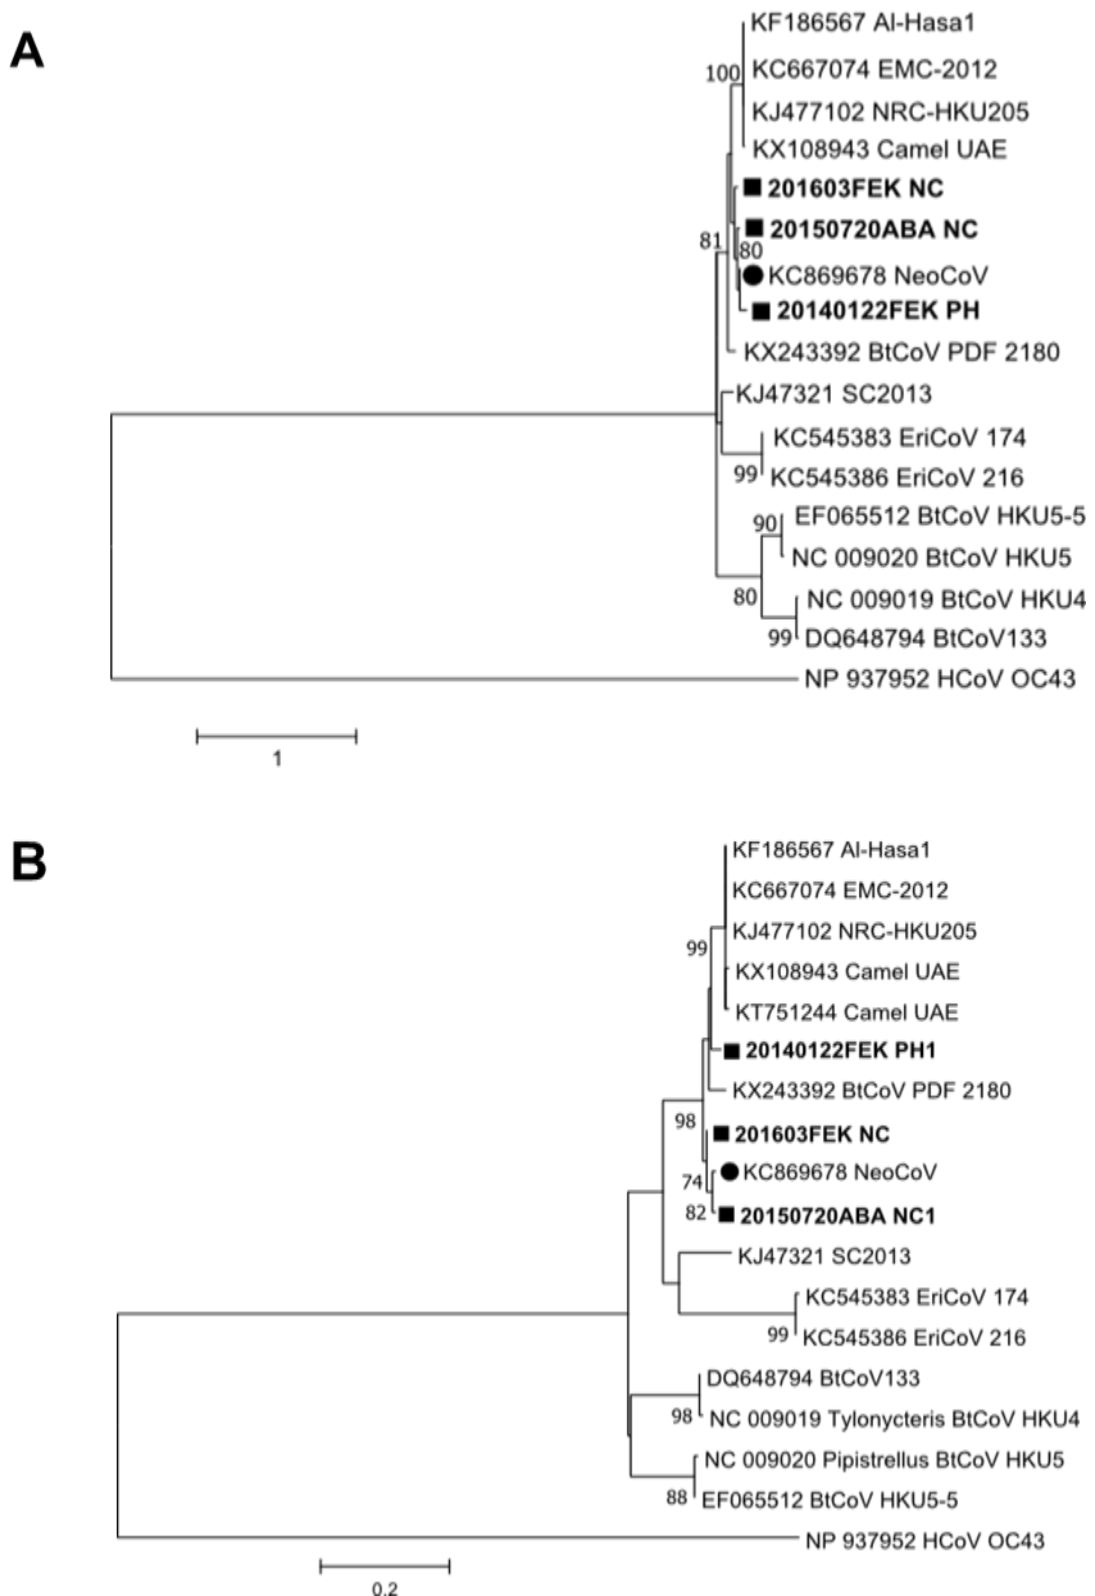 A
KF186567 Al-Hasa1
100
KC667074 EMC-2012
KJ477102 NRC-HKU205
KX108943 Camel UAE
201603FEK NC
20150720ABA NC
81
80
KC869678 NeoCoV
20140122FEK PH
KX243392 BtCoV PDF 2180
KJ47321 SC2013
KC545383 EriCoV 174
99
KC545386 EriCoV 216
EF065512 BtCoV HKU5-5
90
NC 009020 BtCoV HKU5
80
NC 009019 BtCoV HKU4
99
DQ648794 BtCoV133
NP 937952 HCoV OC43
1
B
KF186567 Al-Hasa1
KC667074 EMC-2012
KJ477102 NRC-HKU205
99
KX108943 Camel UAE
KT751244 Camel UAE
20140122FEK PH1
KX243392 BtCoV PDF 2180
98
201603FEK NC
KC869678 NeoCoV
74
82
20150720ABA NC1
KJ47321 SC2013
KC545383 EriCoV 174
99
KC545386 EriCoV 216
DQ648794 BtCoV133
98
NC 009019 Tylonycteris BtCoV HKU4
NC 009020 Pipistrellus BtCoV HKU5
88
EF065512 BtCoV HKU5-5
NP 937952 HCoV OC43
0.2